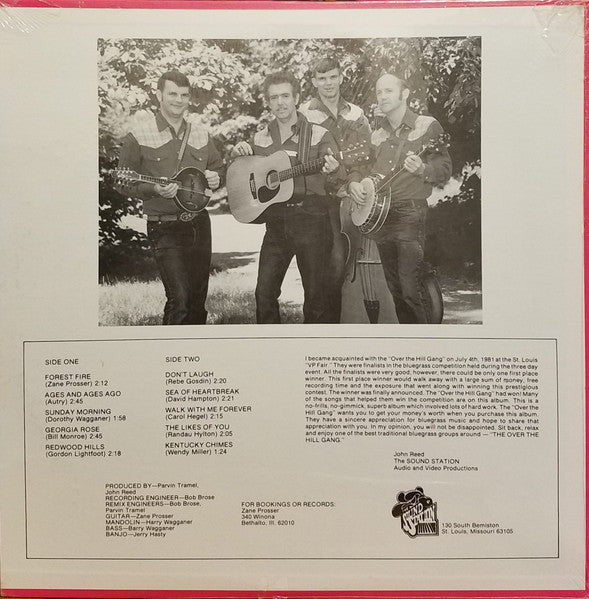 SIDE ONE
FOREST FIRE
(Zane Prosser) 2:12
AGES AND AGES AGO
(Autry) 2:45
SUNDAY MORNING
(Dorothy Wagganer) 1:58
GEORGIA ROSE
(Bill Monroe) 2:45
REDWOOD HILLS
(Gordon Lightfoot) 2:18
SIDE TWO
DON'T LAUGH
(Rebe Gosdin) 2:20
SEA OF HEARTBREAK
(David Hampton) 2:21
WALK WITH ME FOREVER
(Carol Hegel) 2:05
THE LIKES OF YOU
(Randau Hylton) 2:05
KENTUCKY CHIMES
(Wendy Miller) 1:24
I became acquainted with the "Over the Hill Gang" on July 4th, 1981 at the St. Louis
"VP Fair." They were finalists in the bluegrass competition held during the three day
event. All the finalists were very good; however, there could be only one first place
winner. This first place winner would walk away with a large sum of money, free
recording time and the exposure that went along with winning this prestigious
contest. The winner was finally announced. The "Over the Hill Gang" had won! Many
of the songs that helped them win the competition are on this album. This is a
no-frills, no-gimmick, superb album which involved lots of hard work. The "Over the
Hill Gang" wants you to get your money's worth when you purchase this album.
They have a sincere appreciation for bluegrass music and hope to share that
appreciation with you. In my opinion, you will not be disappointed. Sit back, relax
and enjoy one of the best traditional bluegrass groups around — "THE OVER THE
HILL GANG."
John Reed
The SOUND STATION
Audio and Video Productions
PRODUCED BY—Parvin Tramel,
John Reed
RECORDING ENGINEER—Bob Brose
REMIX ENGINEERS—Bob Brose,
Parvin Tramel
GUITAR—Zane Prosser
MANDOLIN—Harry Wagganer
BASS—Barry Wagganer
BANJO—Jerry Hasty
FOR BOOKINGS OR RECORDS:
Zane Prosser
340 Winona
Bethalto, Ill. 62010
SOUND
STATION
130 South Bemiston
St. Louis, Missouri 63105